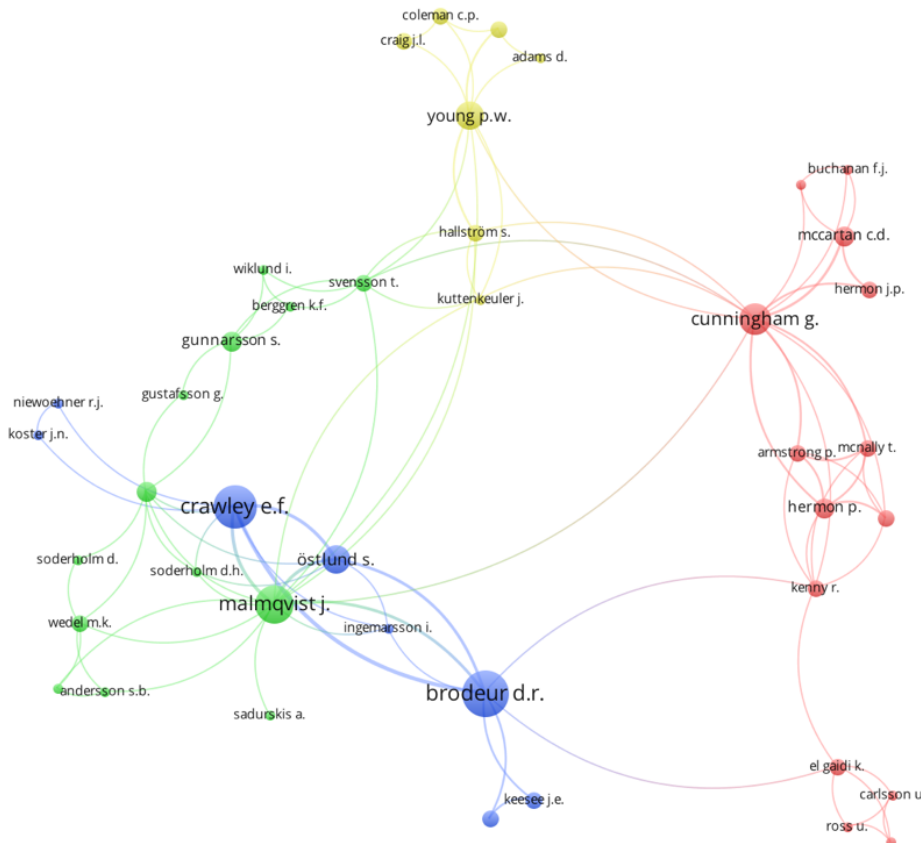 coleman c.p.
craig j.l.
adams d.
young p.w.
buchanan f.j.
hallström s.
mccartan c.d.
wiklund i.
svensson t.
hermon j.p.
berggren k.f.
kuttenkeuler j.
cunningham g.
gunnarsson s.
gustafsson g.
niewoehner r.j.
koster j.n.
armstrong p.
mcnally t.
crawley e.f.
hermon p.
soderholm d.
östlund s.
soderholm d.h.
kenny r.
malmqvist j.
wedel m.k.
ingemarsson i.
andersson s.b.
brodeur d.r.
sadurskis a.
el gaidi k.
keesee j.e.
carlsson u
ross u.